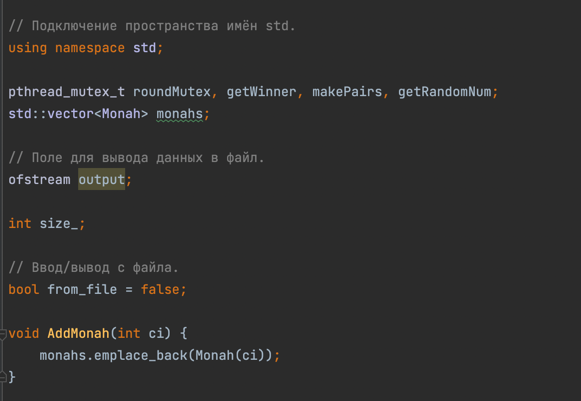 // Подключение пространства имён std.
using namespace std;
pthread_mutex_t roundMutex, getWinner, makePairs, getRandomNum;
std::vector<Monah> monahs;
// Поле для вывода данных в файл.
ofstream output;
int size_;
// Ввод/вывод с файла.
bool from_file = false;
void AddMonah(int ci) {
    monahs.emplace_back(Monah(ci));
}